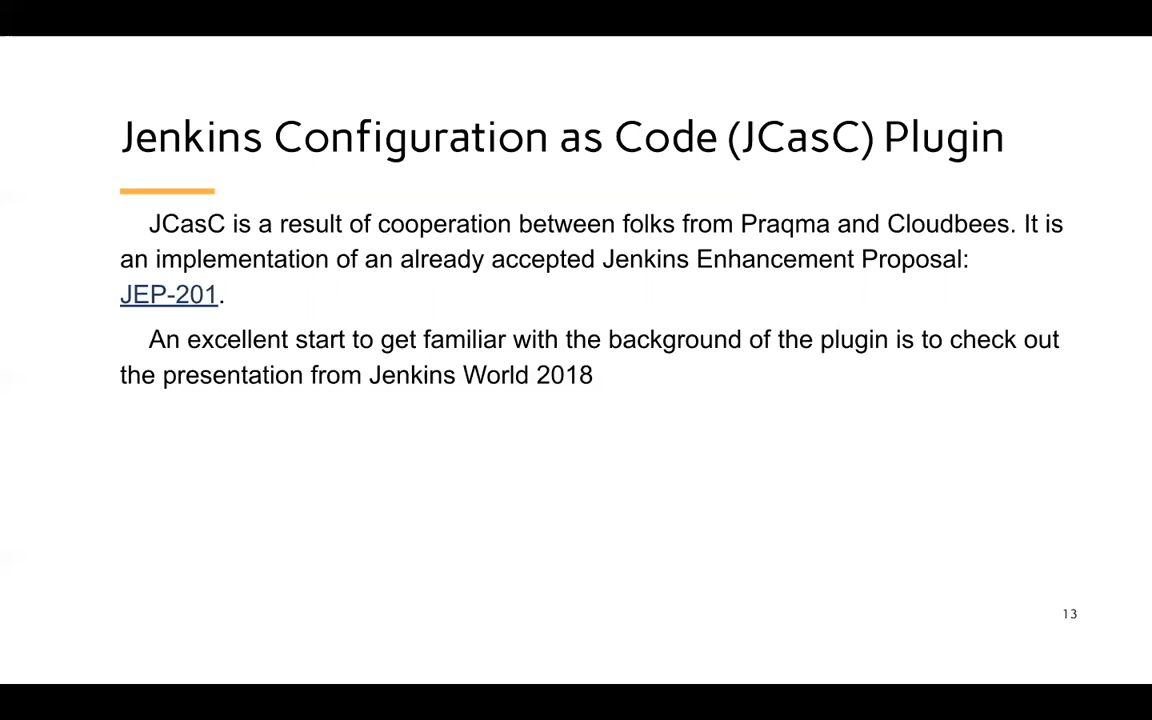 Jenkins Configuration as Code (JCasC) Plugin
JCasC is a result of cooperation between folks from Praqma and Cloudbees. It is
an implementation of an already accepted Jenkins Enhancement Proposal:
JEP-201.
An excellent start to get familiar with the background of the plugin is to check out
the presentation from Jenkins World 2018
13